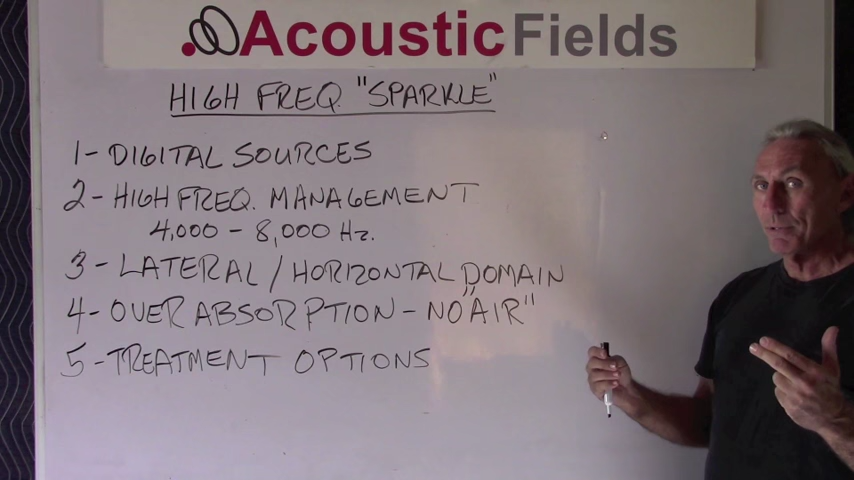 AcousticFields
HIGH FREQ. "SPARKLE"
1-DIGITAL SOURCES
2-HIGH FREQ. MANAGEMENT
4,000 - 8,000 Hz.
3-LATERAL / HORIZONTAL DOMAIN
4-OVER ABSORPTION-NO "AIR"
5-TREATMENT OPTIONS